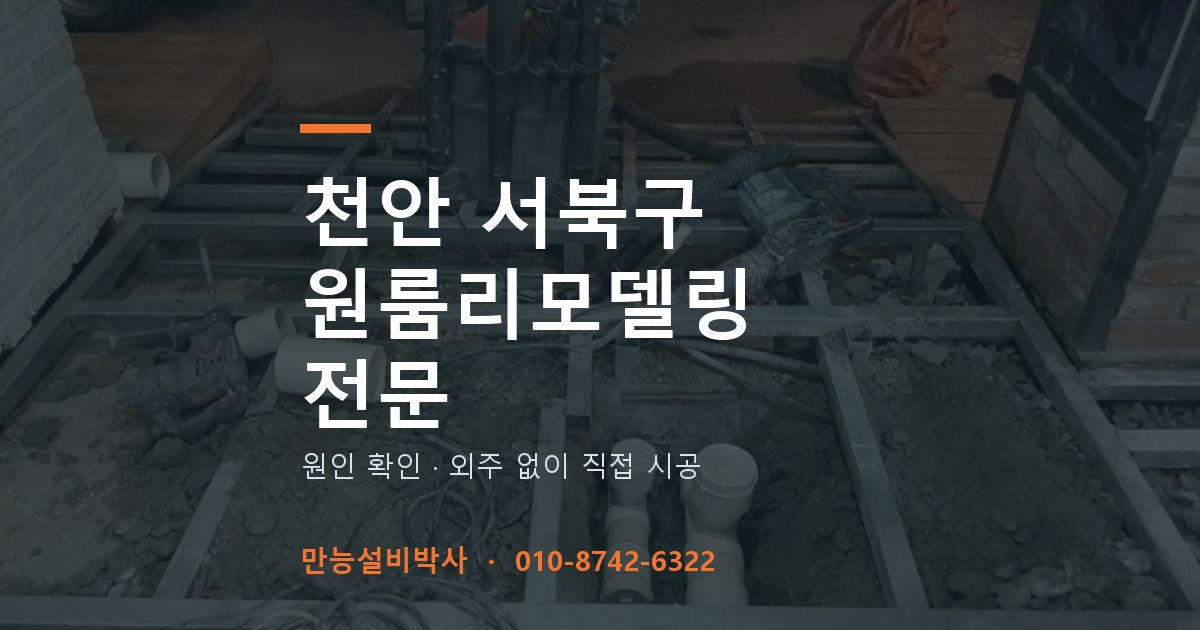 천안 서북구
원룸리모델링
전문
원인 확인 · 외주 없이 직접 시공
만능설비박사 · 010-8742-6322